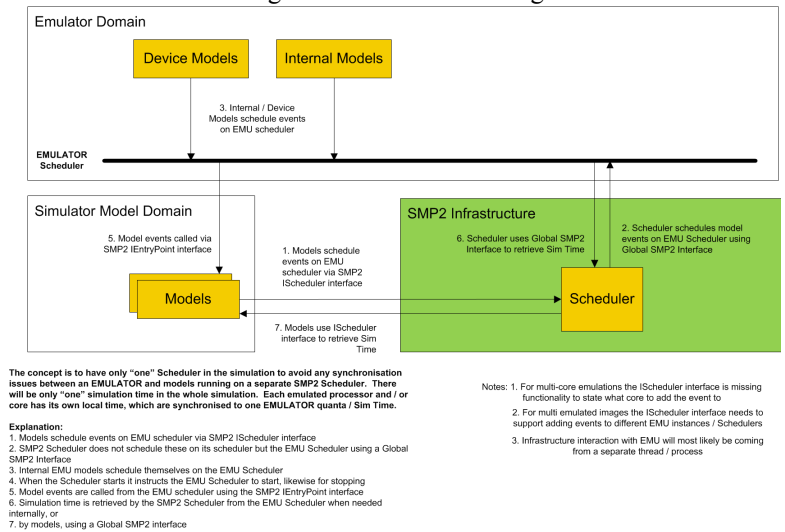 Emulator Domain
Device Models
Internal Models
3. Internal / Device
Models schedule events
on EMU scheduler
EMULATOR
Scheduler
Simulator Model Domain
5. Model events called via
SMP2 IEntryPoint interface
Models
1. Models schedule
events on EMU
scheduler via SMP2
IScheduler interface
7. Models use IScheduler
interface to retrieve Sim
Time
SMP2 Infrastructure
6. Scheduler uses Global SMP2
Interface to retrieve Sim Time
2. Scheduler schedules model
events on EMU Scheduler using
Global SMP2 Interface
Scheduler
The concept is to have only “one” Scheduler in the simulation to avoid any synchronisation
issues between an EMULATOR and models running on a separate SMP2 Scheduler. There
will be only “one” simulation time in the whole simulation. Each emulated processor and / or
core has its own local time, which are synchronised to one EMULATOR quanta / Sim Time.
Explanation:
1. Models schedule events on EMU scheduler via SMP2 IScheduler interface
2. SMP2 Scheduler does not schedule these on its scheduler but the EMU Scheduler using a Global
SMP2 Interface
3. Internal EMU models schedule themselves on the EMU Scheduler
4. When the Scheduler starts it instructs the EMU Scheduler to start, likewise for stopping
5. Model events are called from the EMU scheduler using the SMP2 IEntryPoint interface
6. Simulation time is retrieved by the SMP2 Scheduler from the EMU Scheduler when needed
internally, or
7. by models, using a Global SMP2 interface
Notes: 1. For multi-core emulations the IScheduler interface is missing
functionality to state what core to add the event to
2. For multi emulated images the IScheduler interface needs to
support adding events to different EMU instances / Schedulers
3. Infrastructure interaction with EMU will most likely be coming
from a separate thread / process